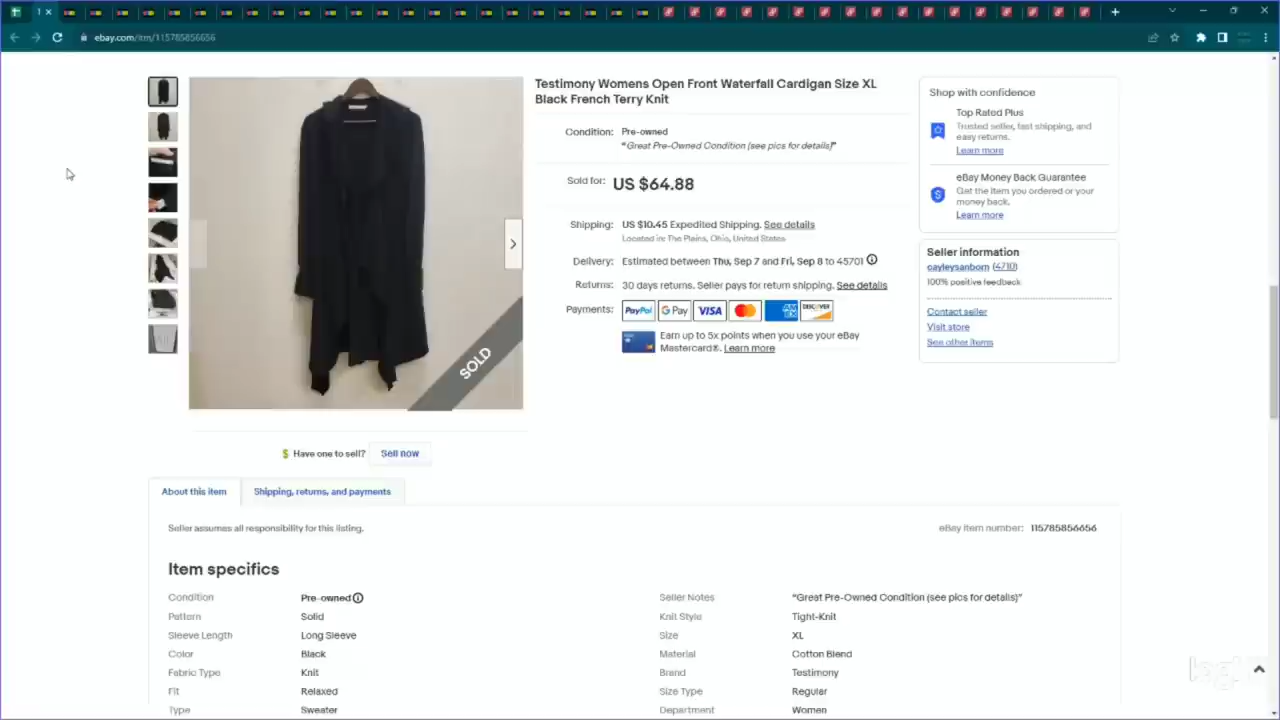 ebay.com/itm/115785856656
Testimony Womens Open Front Waterfall Cardigan Size XL
Black French Terry Knit
Condition: Pre-owned
"Great Pre-Owned Condition (see pics for details)"
Sold for: US $64.88
Shipping: US $10.45 Expedited Shipping. See details
Located in: The Plains, Ohio, United States
Delivery: Estimated between Thu, Sep 7 and Fri, Sep 8 to 45701
Returns: 30 days returns. Seller pays for return shipping. See details
Payments: PayPal G Pay VISA MasterCard AM EX DISCOVER
Earn up to 5x points when you use your eBay
Mastercard®. Learn more
SOLD
Shop with confidence
Top Rated Plus
Trusted seller, fast shipping, and
easy returns.
Learn more
eBay Money Back Guarantee
Get the item you ordered or your
money back.
Learn more
Seller information
cayleysanborn (4710)
100% positive feedback
Contact seller
Visit store
See other items
$ Have one to sell? Sell now
About this item Shipping, returns, and payments
Seller assumes all responsibility for this listing.
eBay item number: 115785856656
Item specifics
Condition Pre-owned Seller Notes "Great Pre-Owned Condition (see pics for details)"
Pattern Solid Knit Style Tight-Knit
Sleeve Length Long Sleeve Size XL
Color Black Material Cotton Blend
Fabric Type Knit Brand Testimony
Fit Relaxed Size Type Regular
Type Sweater Department Women